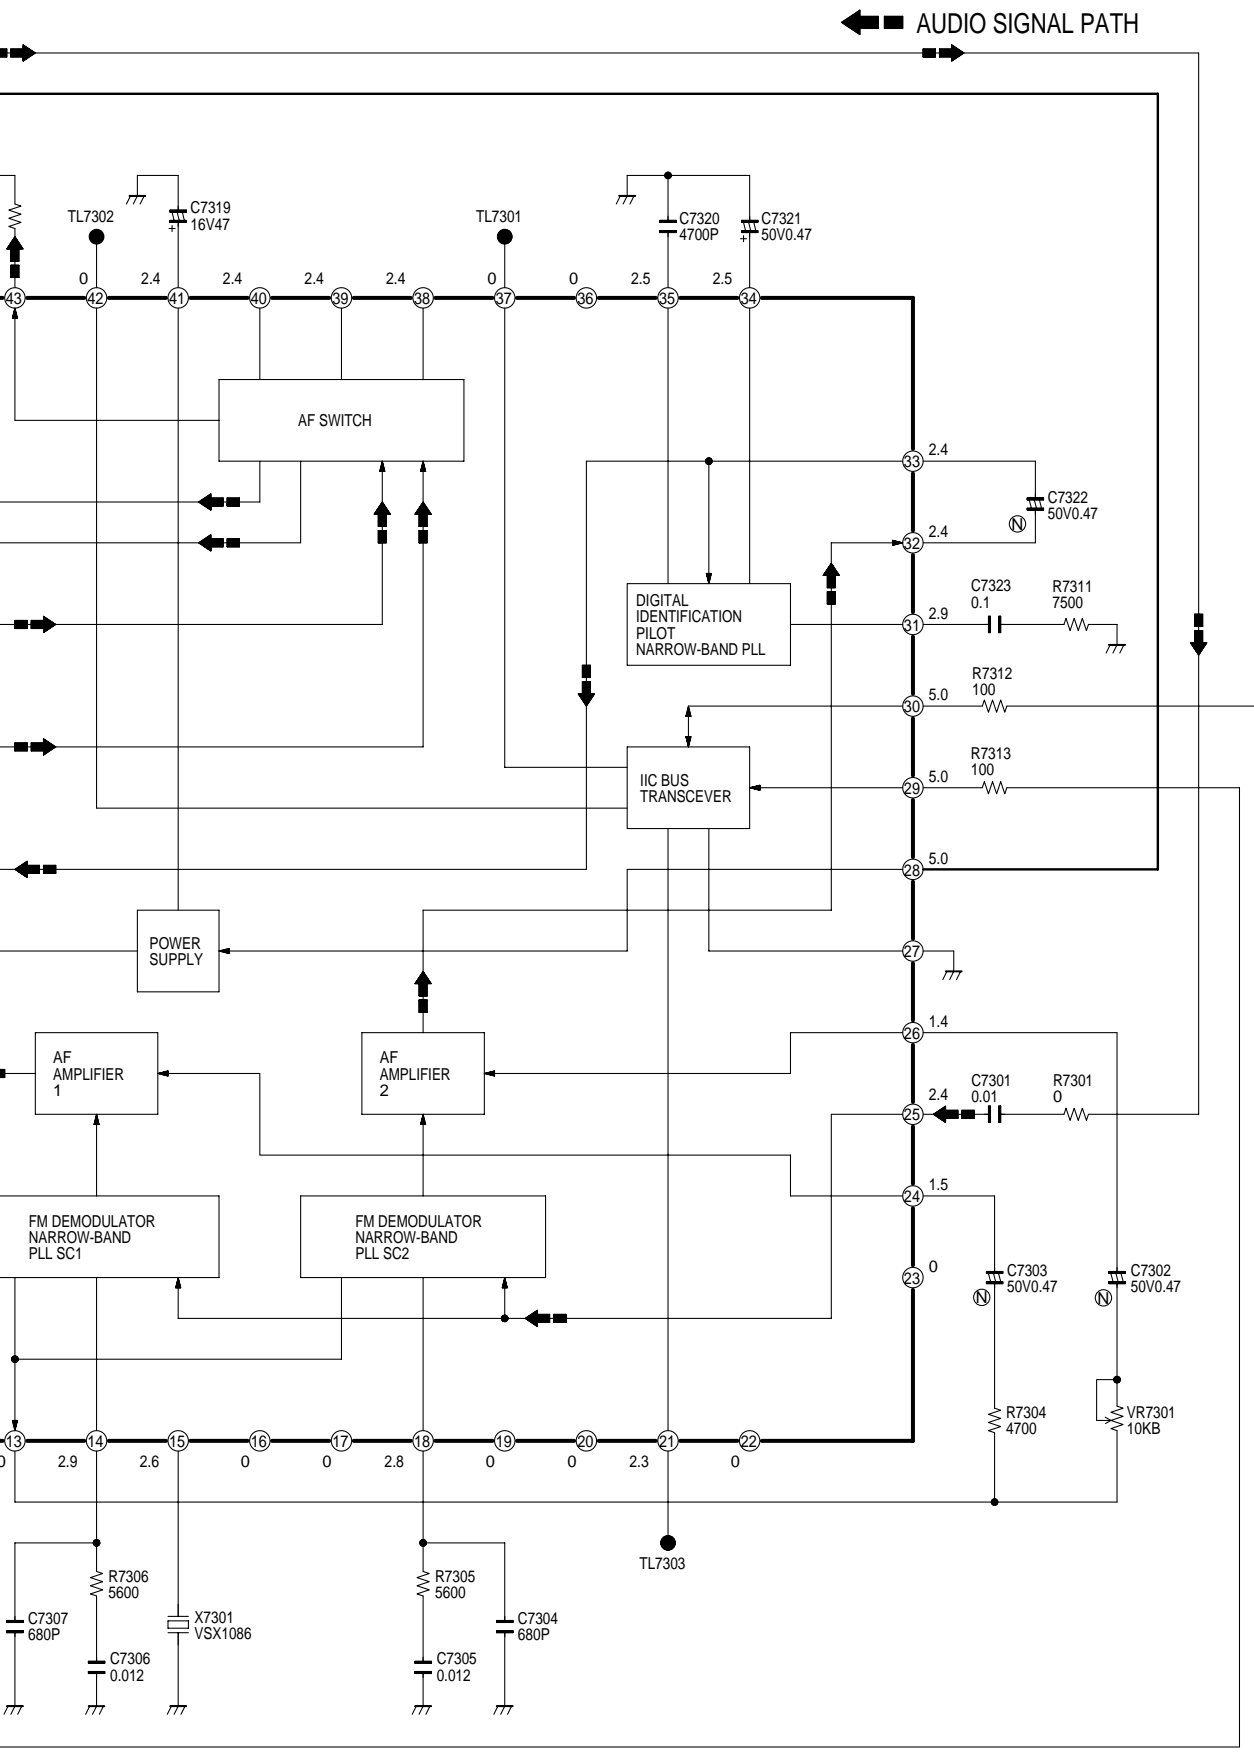 AUDIO SIGNAL PATH
C7319
16V47
TL7302
TL7301
C7320
4700P
C7321
50V0.47
0
2.4
2.4
2.4
2.4
0
0
2.5
2.5
43
42
41
40
39
38
37
36
35
34
AF SWITCH
33
2.4
C7322
50V0.47
N
32
2.4
DIGITAL
IDENTIFICATION
PILOT
NARROW-BAND PLL
31
2.9
C7323
0.1
R7311
7500
30
5.0
R7312
100
IIC BUS
TRANSCEVER
29
5.0
R7313
100
28
5.0
POWER
SUPPLY
27
26
1.4
AF
AMPLIFIER
1
AF
AMPLIFIER
2
25
2.4
C7301
0.01
R7301
0
24
1.5
FM DEMODULATOR
NARROW-BAND
PLL SC1
FM DEMODULATOR
NARROW-BAND
PLL SC2
23
0
C7303
50V0.47
N
C7302
50V0.47
N
R7304
4700
VR7301
10KB
13
14
15
16
17
18
19
20
21
22
0
2.9
2.6
0
0
2.8
0
0
2.3
0
TL7303
R7306
5600
C7307
680P
C7306
0.012
X7301
VSX1086
R7305
5600
C7304
680P
C7305
0.012